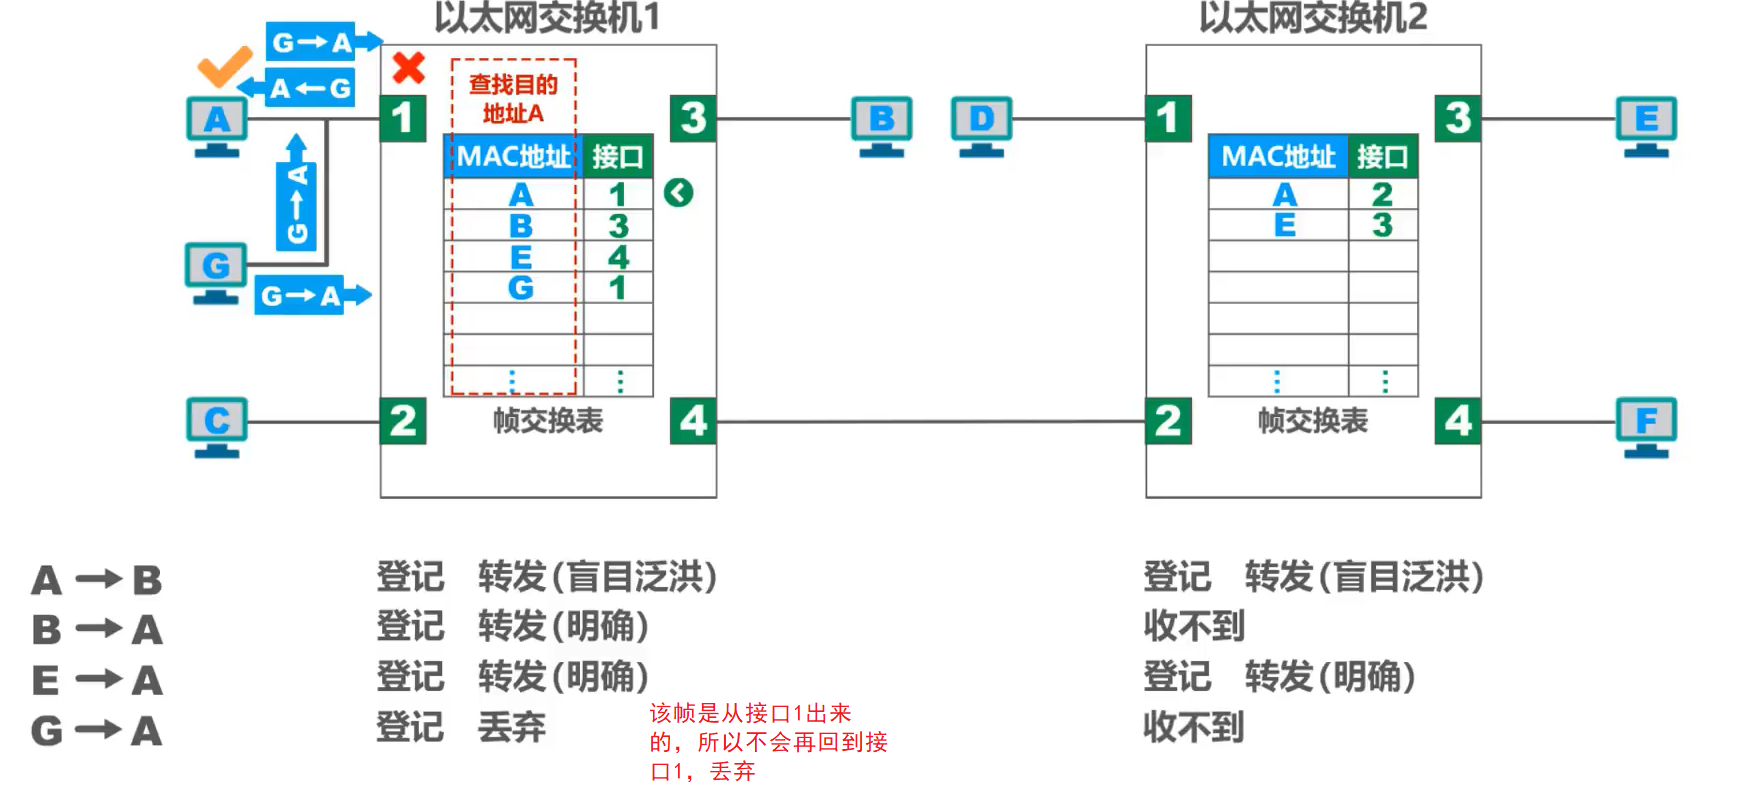 以太网交换机1
以太网交换机2
G→A
A←G
查找目的
地址A
A
1
3
B
D
1
3
E
MAC地址 接口
A 1
B 3
E 4
G 1
⋮ ⋮
帧交换表
MAC地址 接口
A 2
E 3
⋮ ⋮
帧交换表
G→A
G
G→A
C
2
4
2
4
F
A → B 登记 转发(盲目泛洪) 登记 转发(盲目泛洪)
B → A 登记 转发(明确) 收不到
E → A 登记 转发(明确) 登记 转发(明确)
G → A 登记 丢弃 收不到
该帧是从接口1出来
的，所以不会再回到接
口1，丢弃